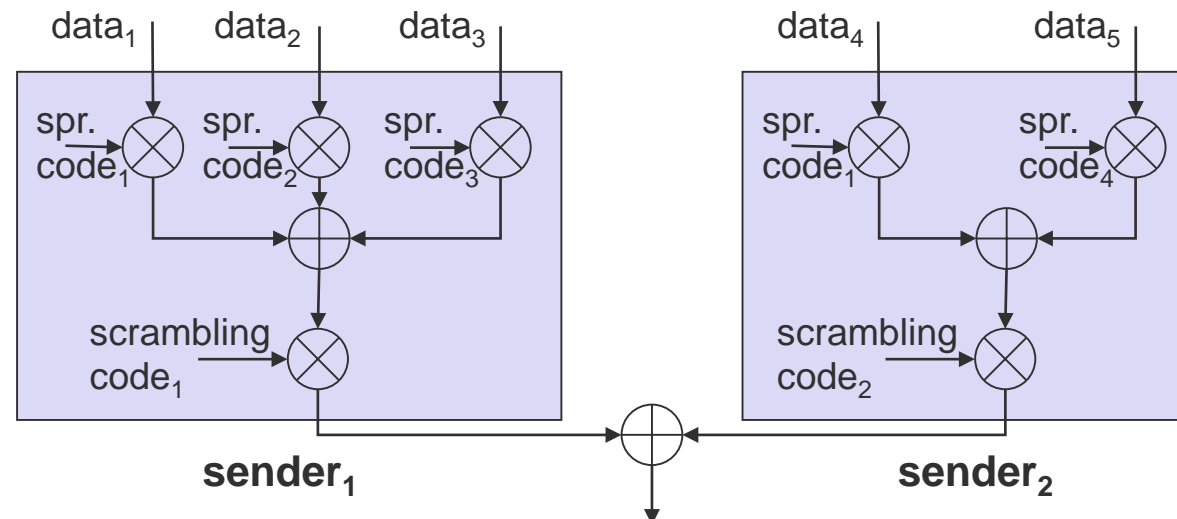 data₁ data₂ data₃ data₄ data₅
spr. spr. spr. spr. spr.
code₁ code₂ code₃ code₁ code₄
scrambling scrambling
code₁ code₂
sender₁ sender₂